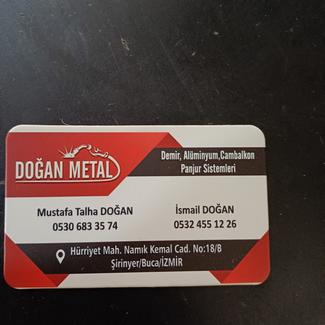 DOĞAN METAL
Demir, Alüminyum,Cambalkon
Panjur Sistemleri
Mustafa Talha DOĞAN
0530 683 35 74
İsmail DOĞAN
0532 455 12 26
Hürriyet Mah. Namık Kemal Cad. No:18/B
Şirinyer/Buca/İZMİR